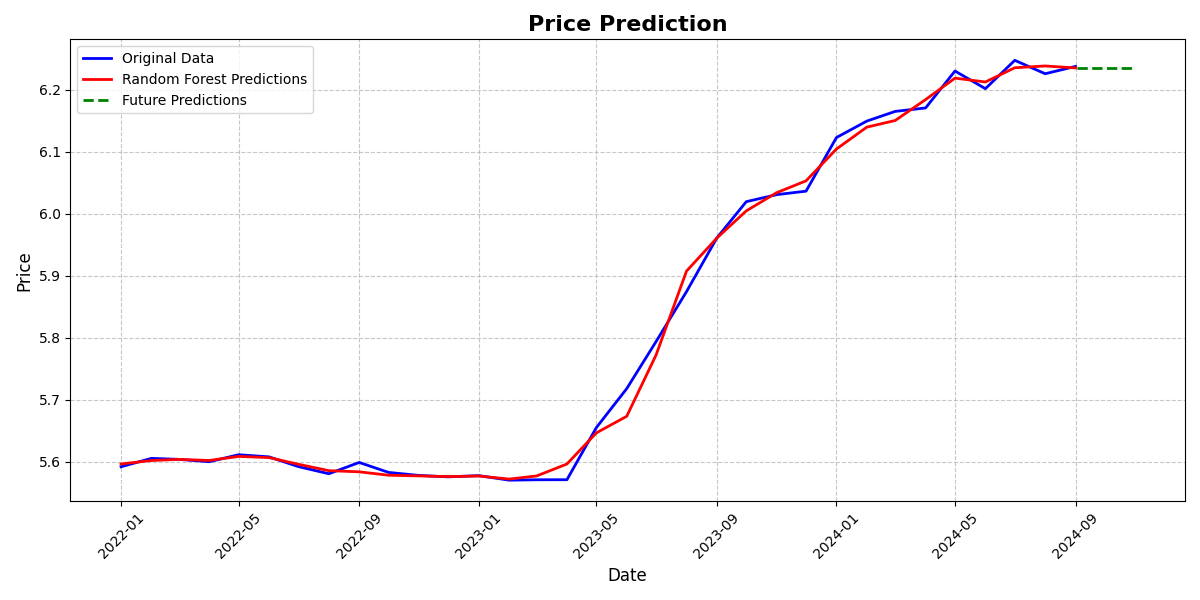 Price Prediction
Original Data
Random Forest Predictions
Future Predictions
Price
6.2
6.1
6.0
5.9
5.8
5.7
5.6
2022-01
2022-05
2022-09
2023-01
2023-05
2023-09
2024-01
2024-05
2024-09
Date